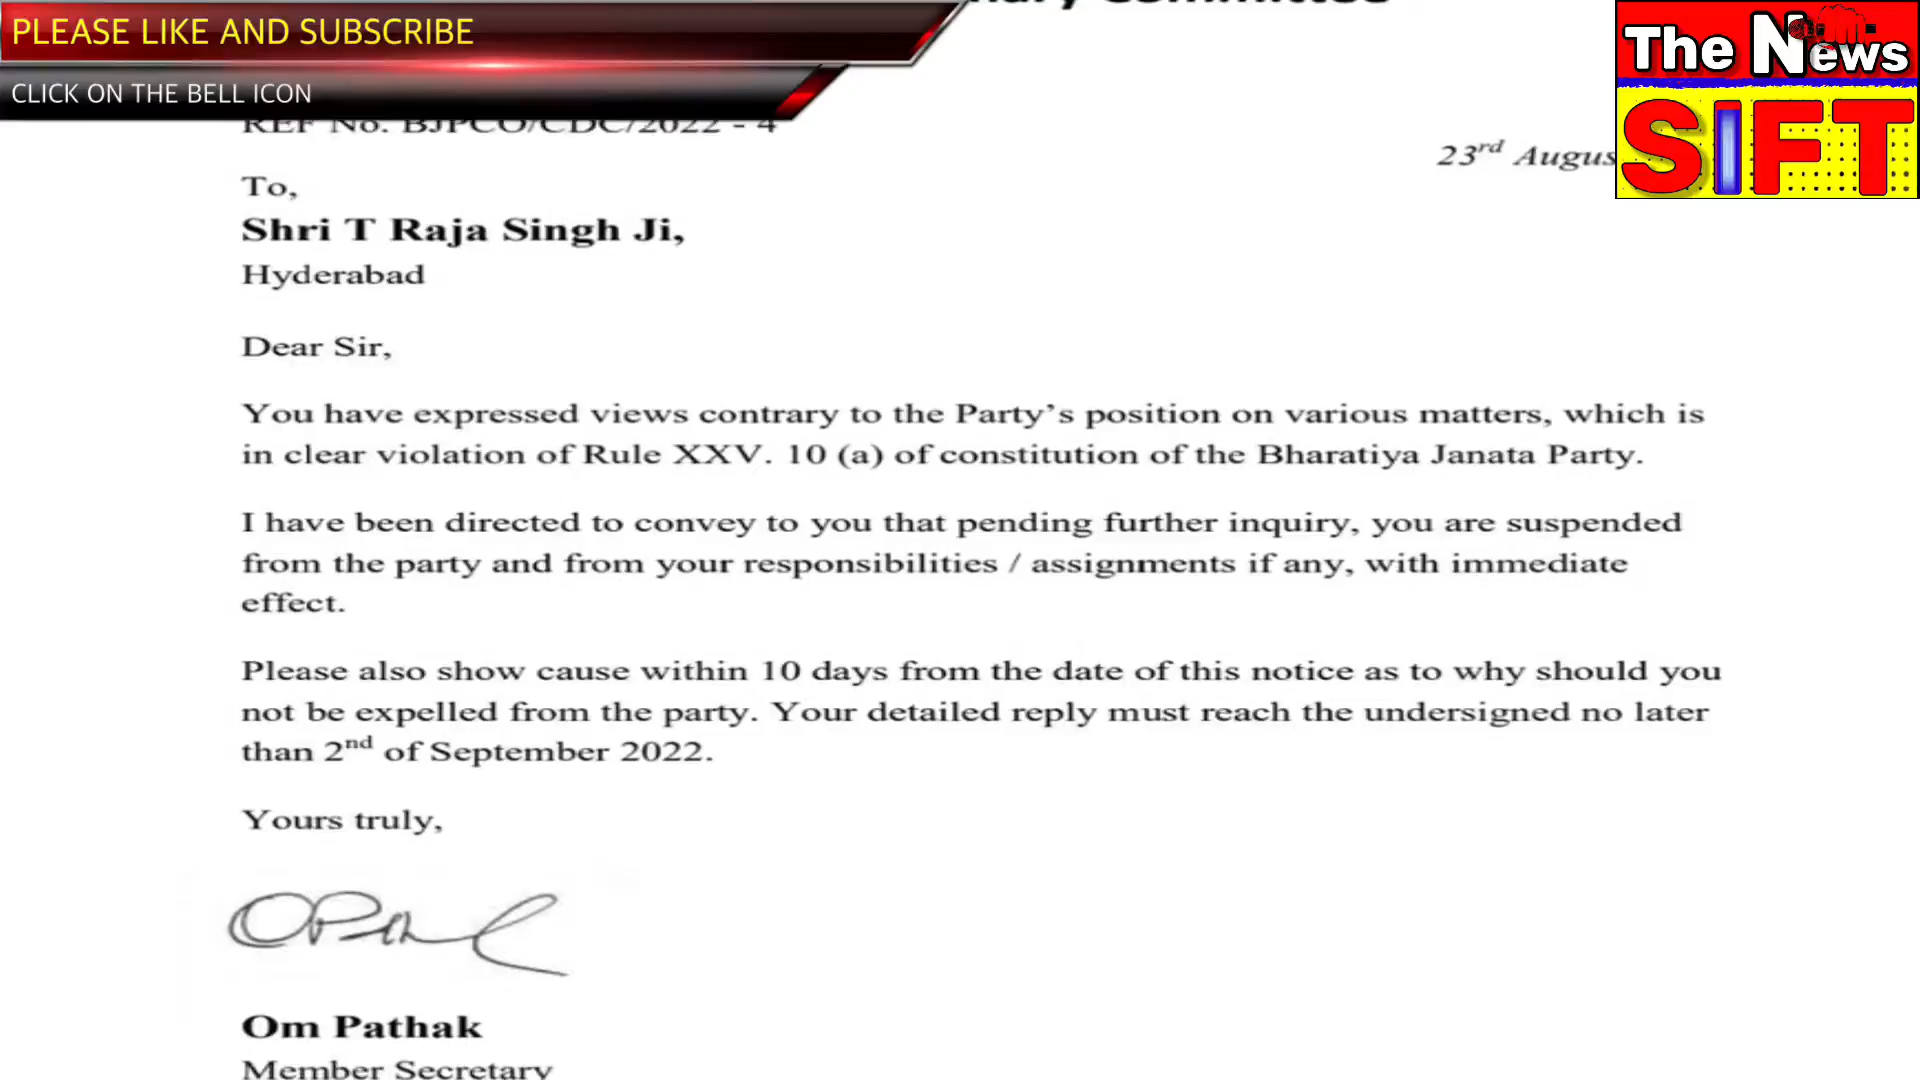 PLEASE LIKE AND SUBSCRIBE
CLICK ON THE BELL ICON
The News
SIFT
Committee
REF No. BJPCO/CDC/2022 - 4
23rd Augus
To,
Shri T Raja Singh Ji,
Hyderabad
Dear Sir,
You have expressed views contrary to the Party’s position on various matters, which is
in clear violation of Rule XXV. 10 (a) of constitution of the Bharatiya Janata Party.
I have been directed to convey to you that pending further inquiry, you are suspended
from the party and from your responsibilities / assignments if any, with immediate
effect.
Please also show cause within 10 days from the date of this notice as to why should you
not be expelled from the party. Your detailed reply must reach the undersigned no later
than 2nd of September 2022.
Yours truly,
Om Pathak
Member Secretary